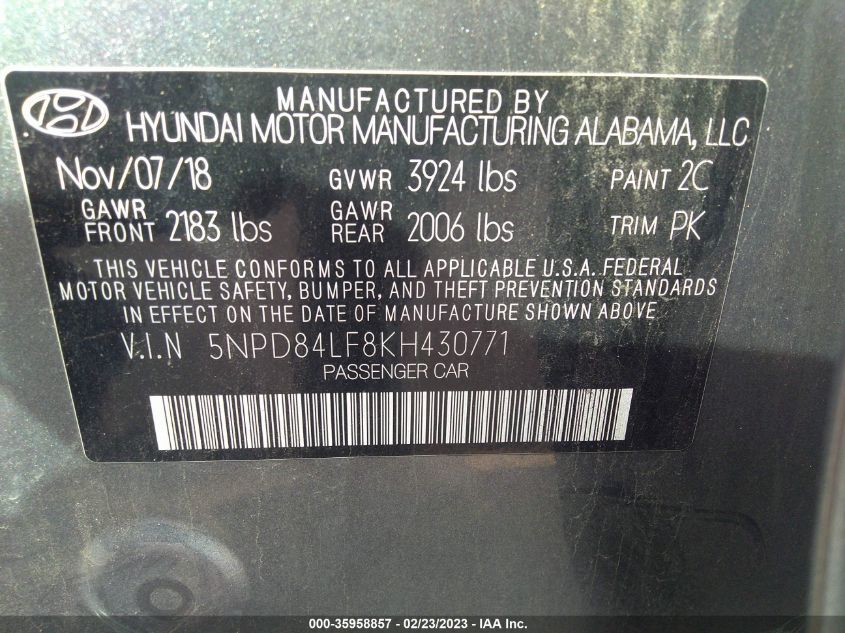 MANUFACTURED BY
HYUNDAI MOTOR MANUFACTURING ALABAMA, LLC
Nov/07/18 GVWR 3924 lbs PAINT 2C
GAWR FRONT 2183 lbs GAWR REAR 2006 lbs TRIM PK
THIS VEHICLE CONFORMS TO ALL APPLICABLE U.S.A. FEDERAL
MOTOR VEHICLE SAFETY, BUMPER, AND THEFT PREVENTION STANDARDS
IN EFFECT ON THE DATE OF MANUFACTURE SHOWN ABOVE.
V.I.N 5NPD84LF8KH430771
PASSENGER CAR
000-35958857 - 02/23/2023 - IAA Inc.